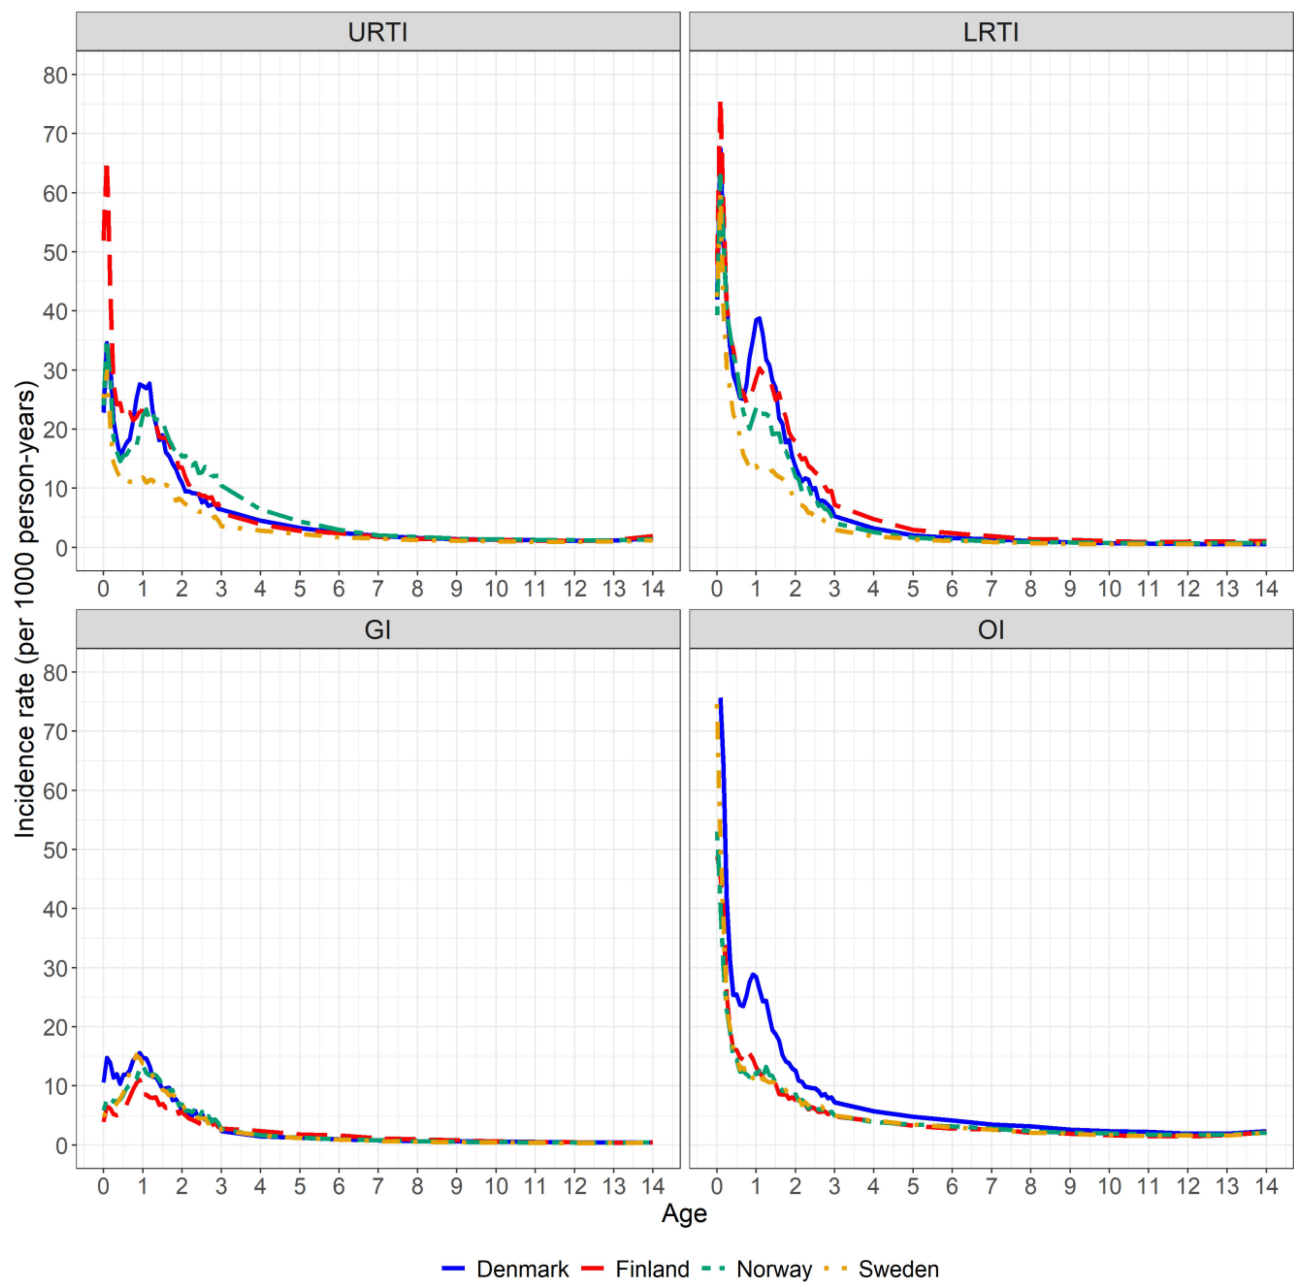 URTI LRTI
80
70
60
50
40
30
20
10
0
0 1 2 3 4 5 6 7 8 9 10 11 12 13 14 0 1 2 3 4 5 6 7 8 9 10 11 12 13 14
Incidence rate (per 1000 person-years)
GI OI
80
70
60
50
40
30
20
10
0
0 1 2 3 4 5 6 7 8 9 10 11 12 13 14 0 1 2 3 4 5 6 7 8 9 10 11 12 13 14
Age
Denmark Finland Norway Sweden